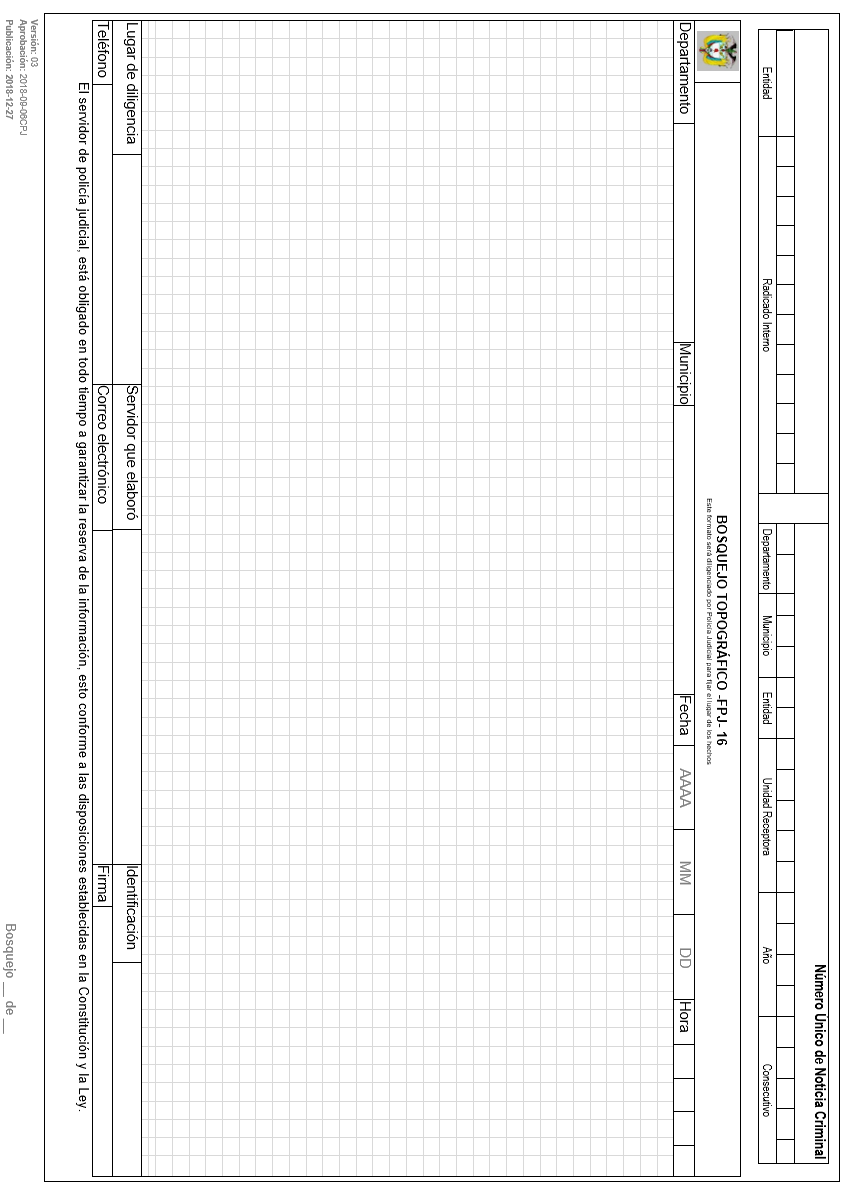 Número Único de Noticia Criminal
Entidad Radicado Interno Departamento Municipio Entidad Unidad Receptora Año Consecutivo
BOSQUEJO TOPOGRÁFICO -FPJ- 16
Este formato será diligenciado por Policía Judicial para fijar el lugar de los hechos
Departamento Municipio Fecha AAAA MM DD Hora
Lugar de diligencia Servidor que elaboró Identificación
Teléfono Correo electrónico Firma
El servidor de policía judicial, está obligado en todo tiempo a garantizar la reserva de la información, esto conforme a las disposiciones establecidas en la Constitución y la Ley.
Versión: 03
Aprobación: 2018-09-06CPJ
Publicación: 2018-12-27 Bosquejo __ de __